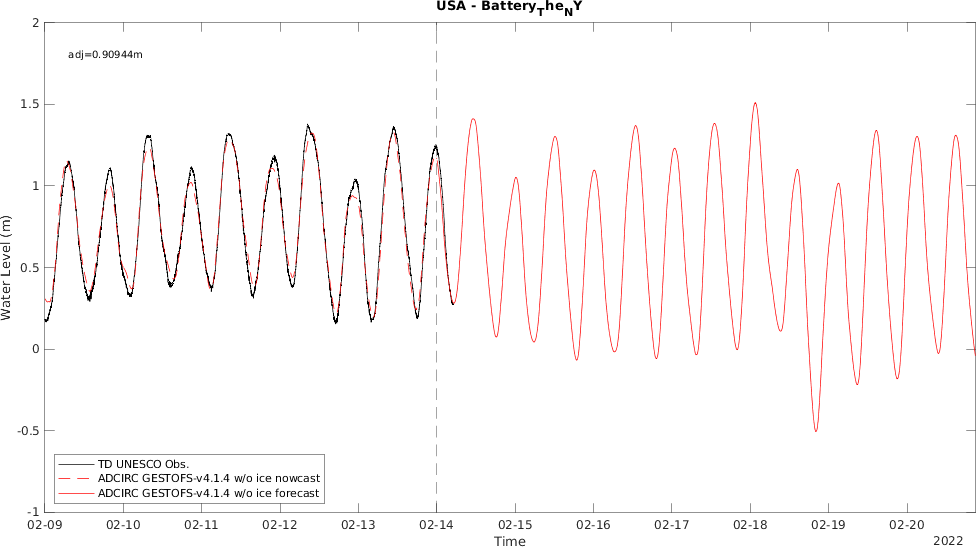 USA - Battery_The_NY
2
adj=0.90944m
1.5
1
0.5
0
-0.5
-1
Water Level (m)
TD UNESCO Obs.
ADCIRC GESTOFS-v4.1.4 w/o ice nowcast
ADCIRC GESTOFS-v4.1.4 w/o ice forecast
02-09 02-10 02-11 02-12 02-13 02-14 02-15 02-16 02-17 02-18 02-19 02-20
Time
2022